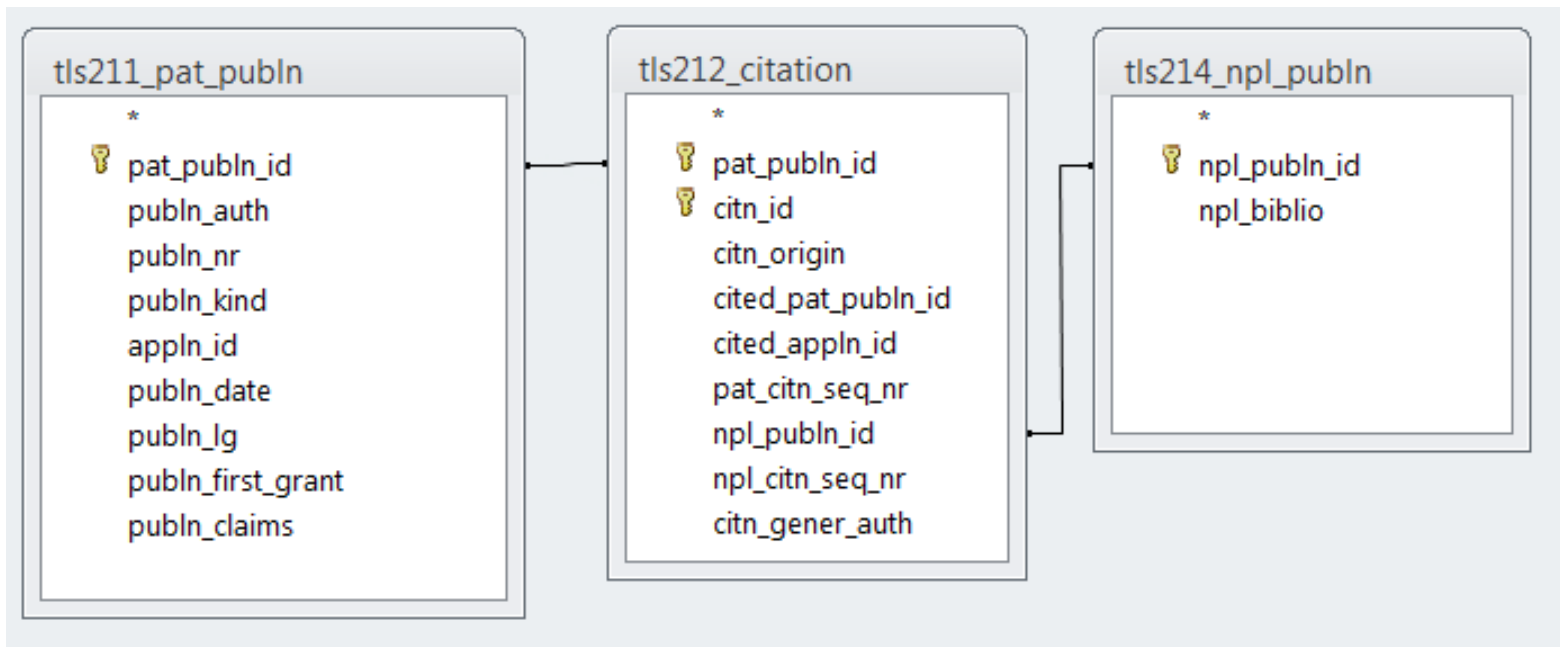 tls211_pat_publn
*
pat_publn_id
publn_auth
publn_nr
publn_kind
appln_id
publn_date
publn_lg
publn_first_grant
publn_claims
tls212_citation
*
pat_publn_id
citn_id
citn_origin
cited_pat_publn_id
cited_appln_id
pat_citn_seq_nr
npl_publn_id
npl_citn_seq_nr
citn_gener_auth
tls214_npl_publn
*
npl_publn_id
npl_biblio